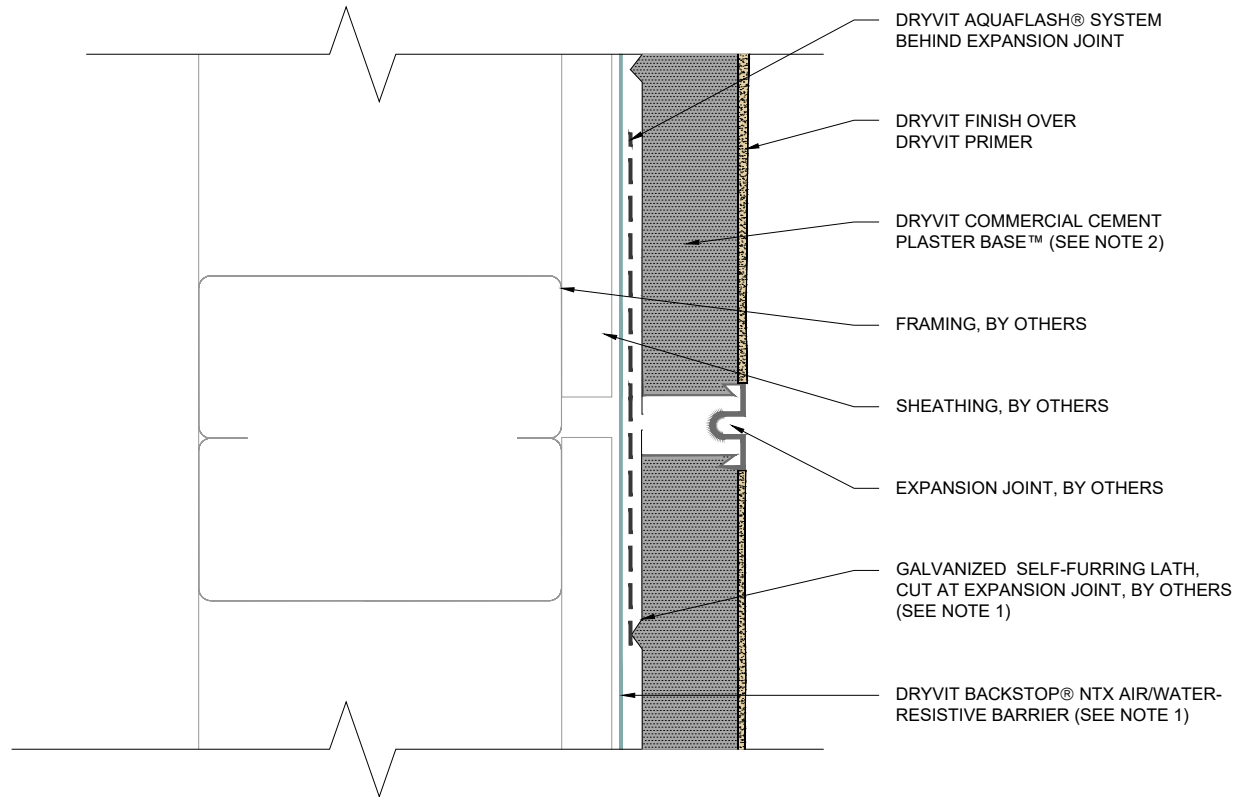 DRYVIT AQUAFLASH® SYSTEM
BEHIND EXPANSION JOINT
DRYVIT FINISH OVER
DRYVIT PRIMER
DRYVIT COMMERCIAL CEMENT
PLASTER BASE™ (SEE NOTE 2)
FRAMING, BY OTHERS
SHEATHING, BY OTHERS
EXPANSION JOINT, BY OTHERS
GALVANIZED SELF-FURRING LATH,
CUT AT EXPANSION JOINT, BY OTHERS
(SEE NOTE 1)
DRYVIT BACKSTOP® NTX AIR/WATER-
RESISTIVE BARRIER (SEE NOTE 1)